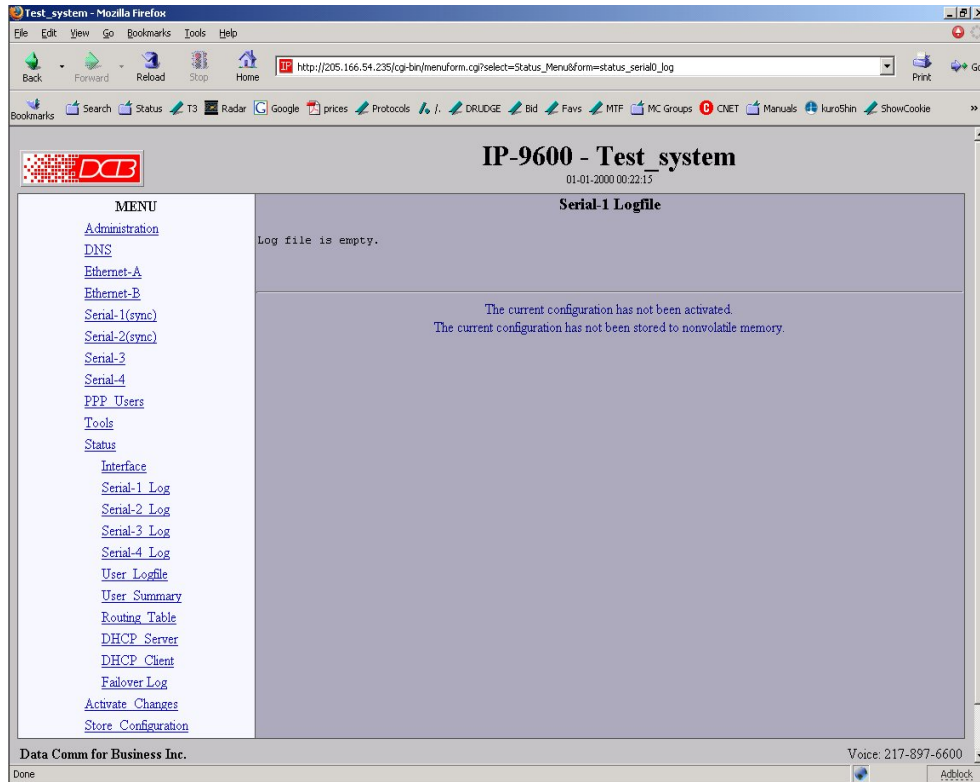 Test_system - Mozilla Firefox
File Edit View Go Bookmarks Tools Help
Back Forward Reload Stop Home
IP http://205.166.54.235/cgi-bin/menuform.cgi?select=Status_Menu&form=status_serial0_log
Print Go
Bookmarks Search Status T3 Radar Google prices Protocols /. DRUDGE Bid Favs MTF MC Groups CNET Manuals kuro5hin ShowCookie »
DCB
IP-9600 - Test_system
01-01-2000 00:22:15
MENU
Administration
DNS
Ethernet-A
Ethernet-B
Serial-1(sync)
Serial-2(sync)
Serial-3
Serial-4
PPP Users
Tools
Status
Interface
Serial-1 Log
Serial-2 Log
Serial-3 Log
Serial-4 Log
User Logfile
User Summary
Routing Table
DHCP Server
DHCP Client
Failover Log
Activate Changes
Store Configuration
Serial-1 Logfile
Log file is empty.
The current configuration has not been activated.
The current configuration has not been stored to nonvolatile memory.
Data Comm for Business Inc.
Voice: 217-897-6600
Done
Adblock